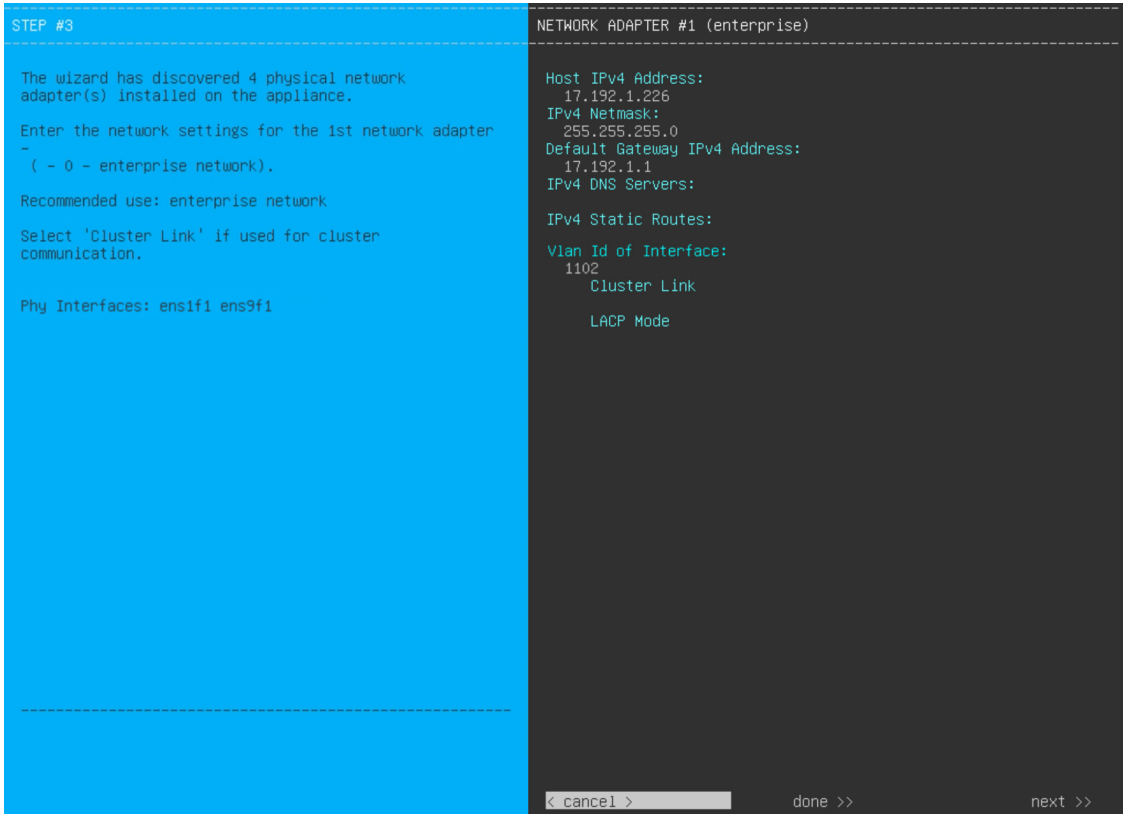 STEP #3
The wizard has discovered 4 physical network
adapter(s) installed on the appliance.
Enter the network settings for the 1st network adapter
-
( - 0 - enterprise network).
Recommended use: enterprise network
Select 'Cluster Link' if used for cluster
communication.
Phy Interfaces: ens1f1 ens9f1
NETWORK ADAPTER #1 (enterprise)
Host IPv4 Address:
17.192.1.226
IPv4 Netmask:
255.255.255.0
Default Gateway IPv4 Address:
17.192.1.1
IPv4 DNS Servers:
IPv4 Static Routes:
Vlan Id of Interface:
1102
Cluster Link
LACP Mode
< cancel > done >> next >>